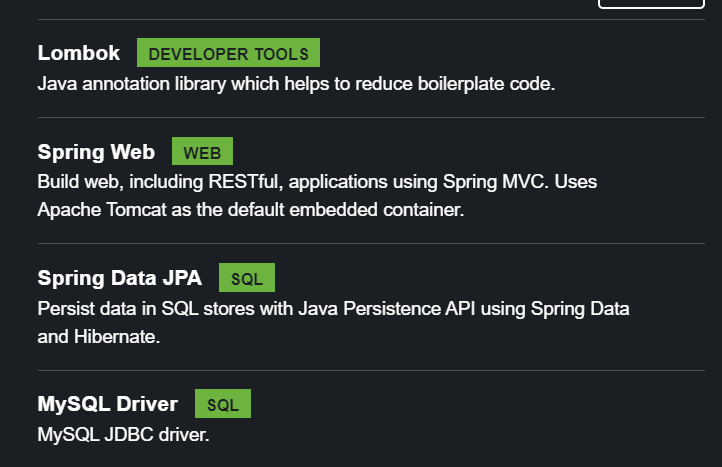 Lombok DEVELOPER TOOLS
Java annotation library which helps to reduce boilerplate code.
Spring Web WEB
Build web, including RESTful, applications using Spring MVC. Uses
Apache Tomcat as the default embedded container.
Spring Data JPA SQL
Persist data in SQL stores with Java Persistence API using Spring Data
and Hibernate.
MySQL Driver SQL
MySQL JDBC driver.